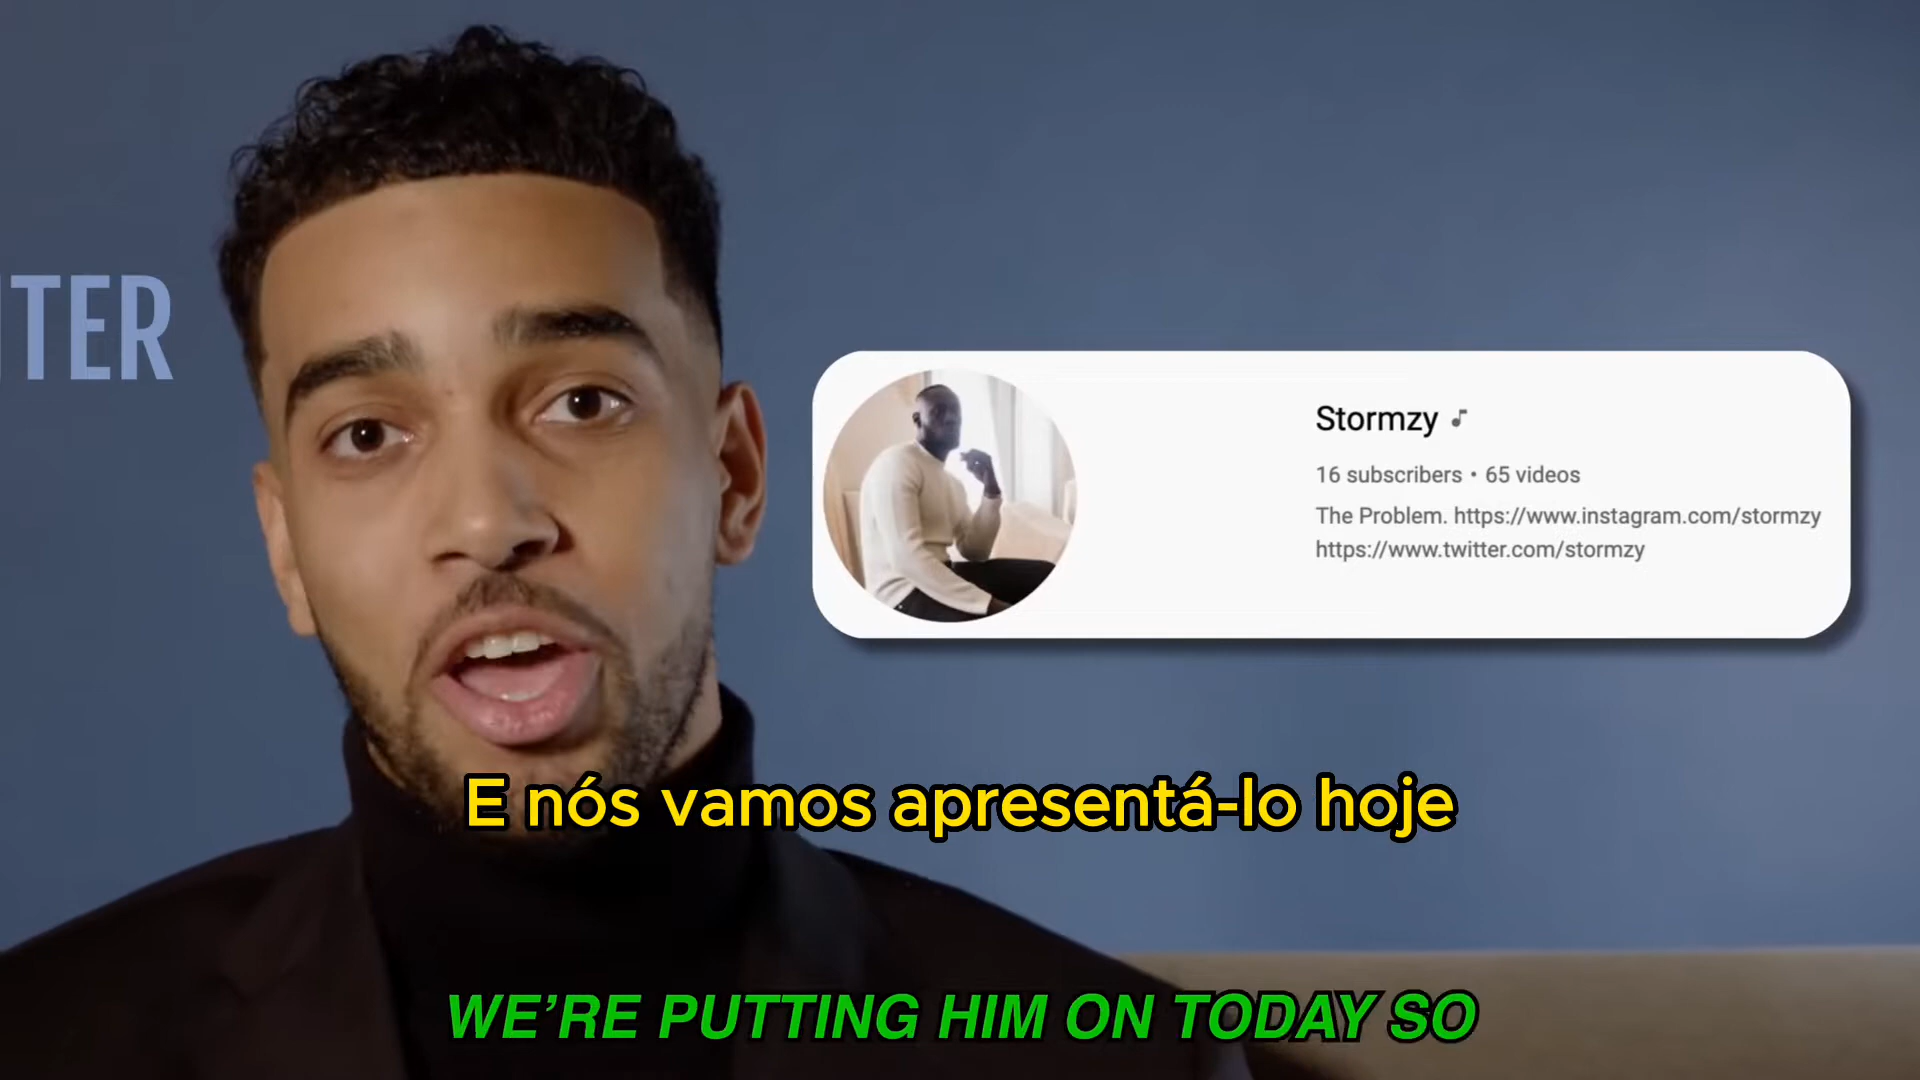 TER
Stormzy
16 subscribers • 65 videos
The Problem. https://www.instagram.com/stormzy
https://www.twitter.com/stormzy
E nós vamos apresentá-lo hoje
WE'RE PUTTING HIM ON TODAY SO